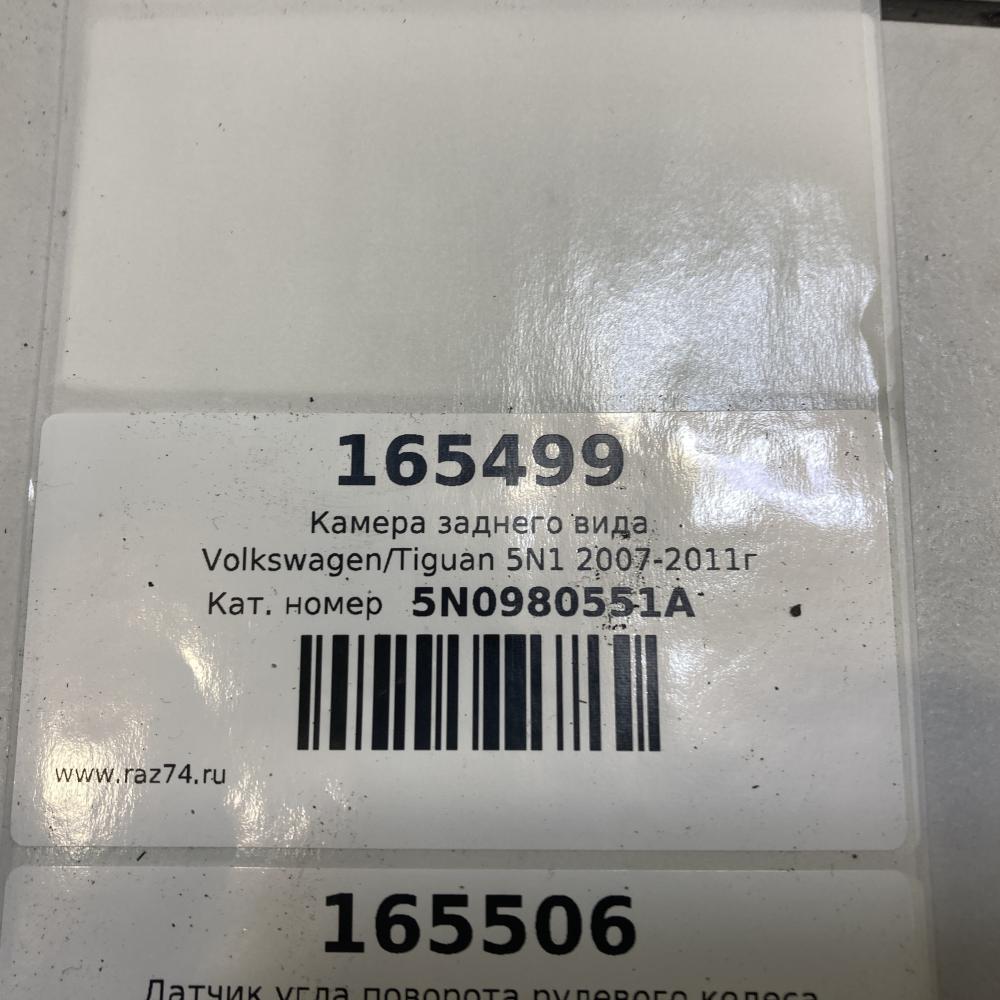 165499
Камера заднего вида
Volkswagen/Tiguan 5N1 2007-2011г
Кат. номер 5N0980551A
www.raz74.ru
165506
Датчик угла поворота рулевого колеса